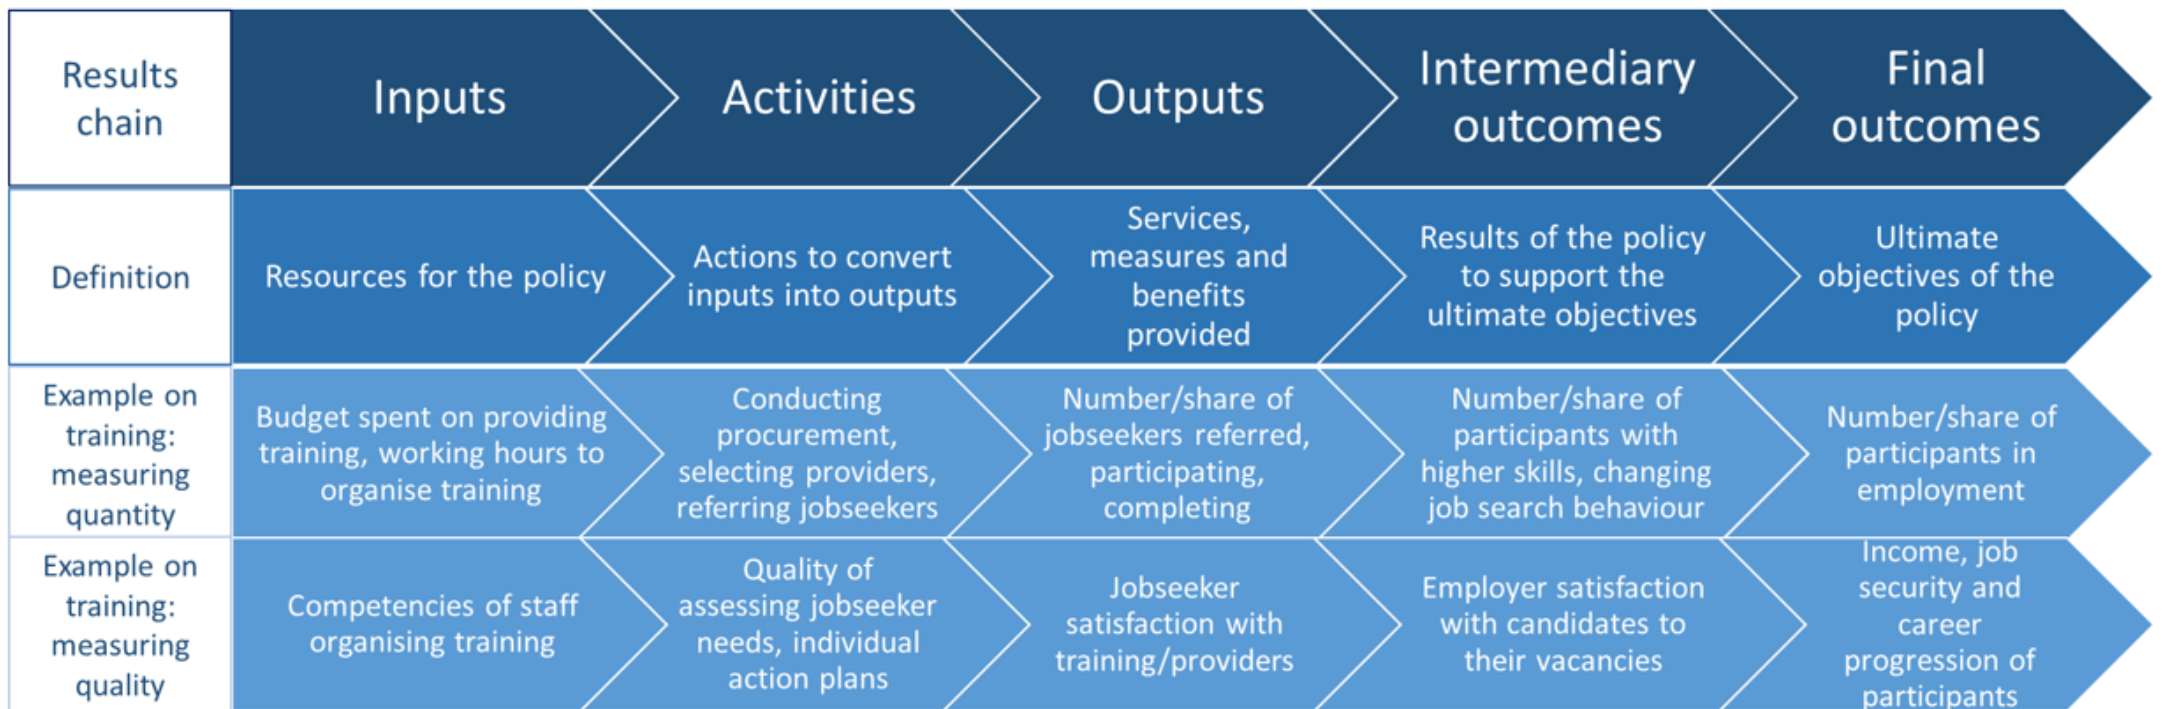 Results
chain
Inputs
Activities
Outputs
Intermediary
outcomes
Final
outcomes
Definition
Resources for the policy
Actions to convert
inputs into outputs
Services,
measures and
benefits
provided
Results of the policy
to support the
ultimate objectives
Ultimate
objectives of the
policy
Example on
training:
measuring
quantity
Budget spent on providing
training, working hours to
organise training
Conducting
procurement,
selecting providers,
referring jobseekers
Number/share of
jobseekers referred,
participating,
completing
Number/share of
participants with
higher skills, changing
job search behaviour
Number/share of
participants in
employment
Example on
training:
measuring
quality
Competencies of staff
organising training
Quality of
assessing jobseeker
needs, individual
action plans
Jobseeker
satisfaction with
training/providers
Employer satisfaction
with candidates to
their vacancies
Income, job
security and
career
progression of
participants